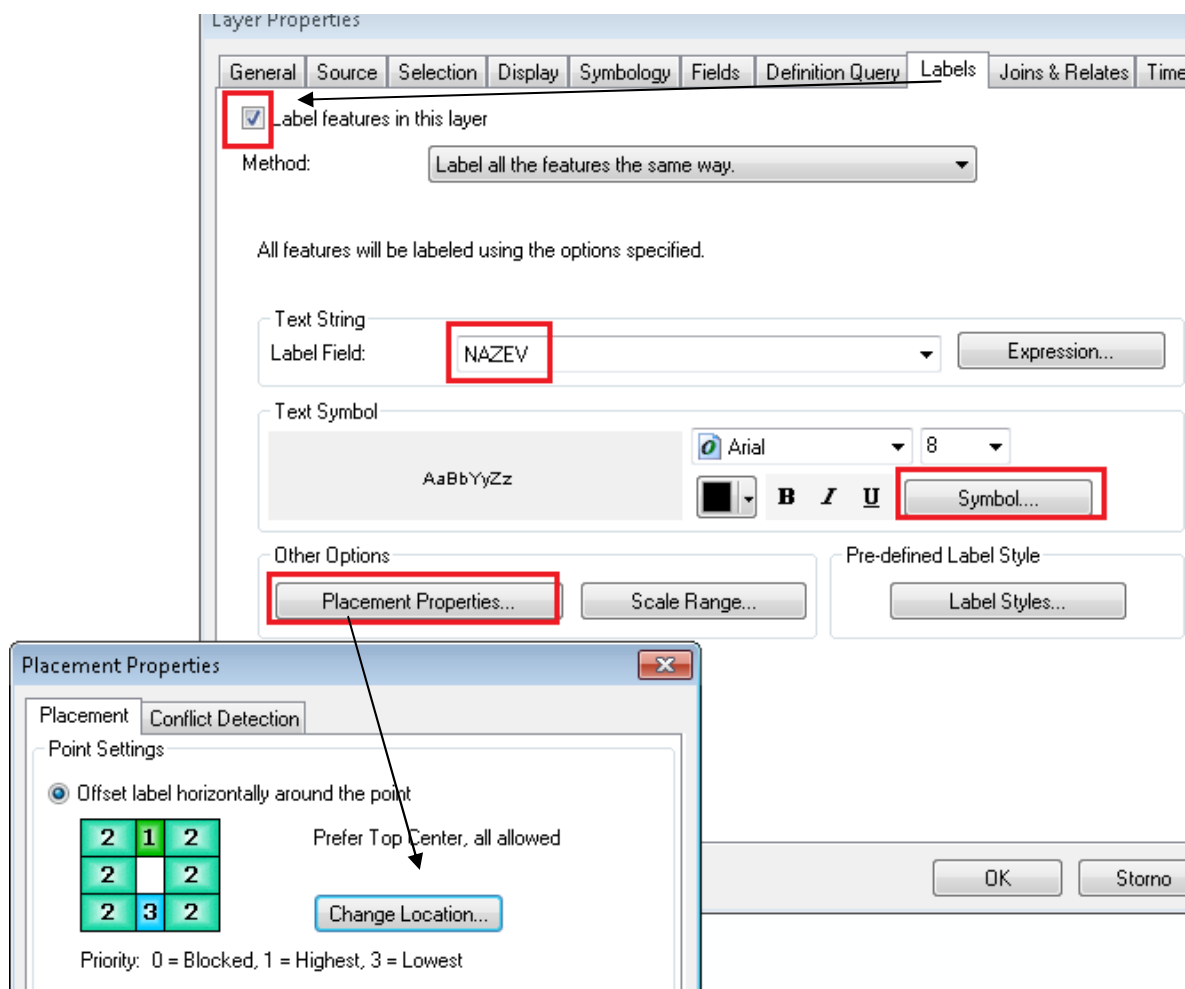 Layer Properties
General Source Selection Display Symbology Fields Definition Query Labels Joins & Relates Time
Label features in this layer
Method: Label all the features the same way.
All features will be labeled using the options specified.
Text String
Label Field: NAZEV Expression...
Text Symbol
AaBbYyZz
Arial 8
B I U Symbol....
Other Options
Placement Properties... Scale Range...
Pre-defined Label Style
Label Styles...
Placement Properties
Placement Conflict Detection
Point Settings
Offset label horizontally around the point
2 1 2
2 2
2 3 2
Prefer Top Center, all allowed
Change Location...
Priority: 0 = Blocked, 1 = Highest, 3 = Lowest
OK Storno